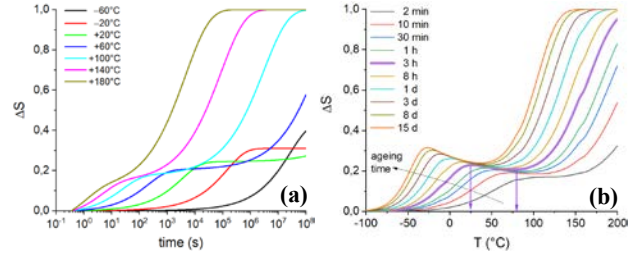 −60°C
−20°C
+20°C
+60°C
+100°C
+140°C
+180°C
1,0
0,8
0,6
0,4
0,2
0,0
ΔS
10⁻¹ 10⁰ 10¹ 10² 10³ 10⁴ 10⁵ 10⁶ 10⁷ 10⁸
time (s)
(a)
2 min
10 min
30 min
1 h
3 h
8 h
1 d
3 d
8 d
15 d
ageing
time
1,0
0,8
0,6
0,4
0,2
0,0
ΔS
-100 -50 0 50 100 150 200
T (°C)
(b)